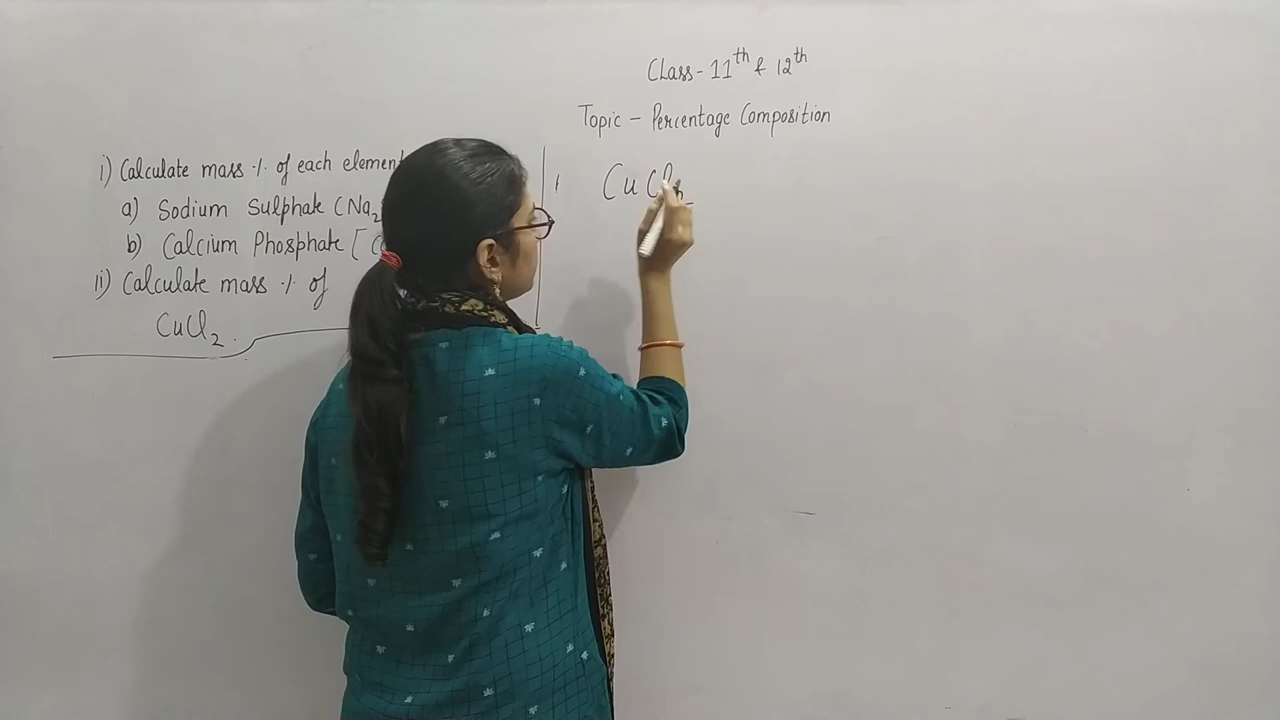 Class - 11th & 12th
Topic - Percentage Composition
i) Calculate mass ·/· of each element
a) Sodium Sulphate (Na2
b) Calcium Phosphate [
ii) Calculate mass ·/· of
CuCl2.
CuCl2